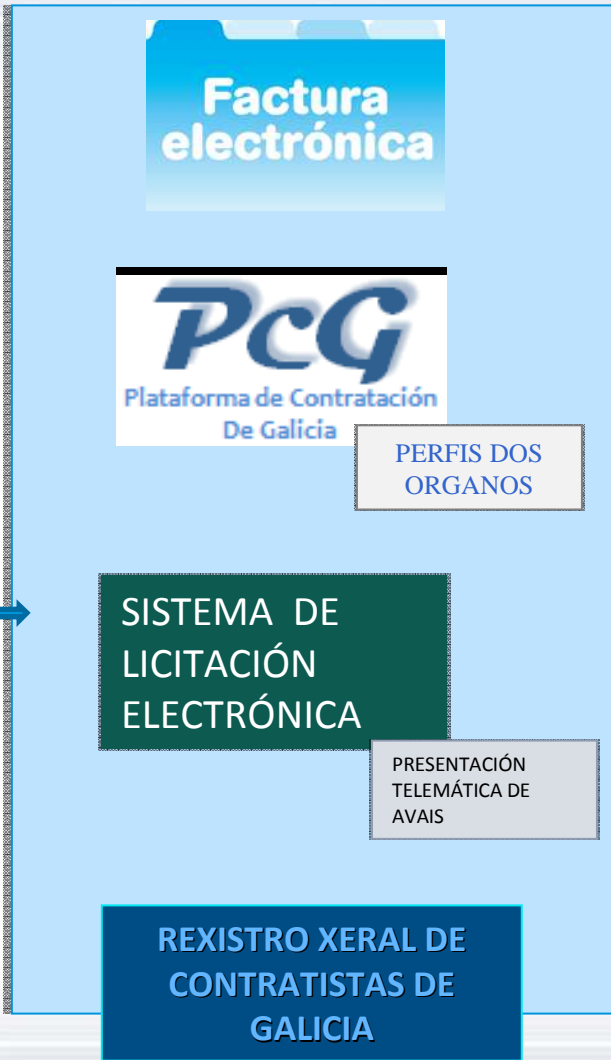 Factura
electrónica
PcG
Plataforma de Contratación
De Galicia
PERFIS DOS
ORGANOS
SISTEMA DE
LICITACIÓN
ELECTRÓNICA
PRESENTACIÓN
TELEMÁTICA DE
AVAIS
REXISTRO XERAL DE
CONTRATISTAS DE
GALICIA